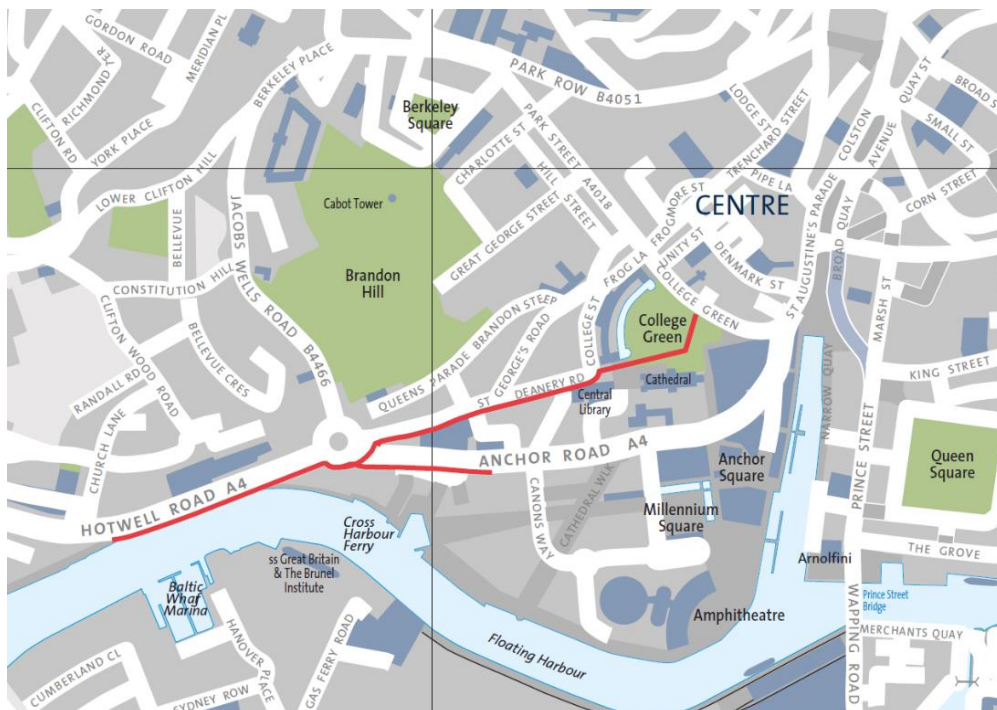 GORDON ROAD
MERIDIAN PL
RICHMOND TER
CLIFTON RD
YORK PLACE
BERKELEY PLACE
PARK ROW B4051
Berkeley
Square
LODGE ST
TRENCHARD STREET
COLSTON
AVENUE
QUAY ST
BROAD S
SMALL ST
CORN STREET
LOWER CLIFTON HILL
CHARLOTTE ST
PARK STREET A4018
HILL STREET
PIPE LA
FROGMORE ST
CENTRE
Cabot Tower
JACOBS WELLS ROAD B4466
BELLEVUE
GREAT GEORGE STREET
UNITY ST
DENMARK ST
ST AUGUSTINE'S PARADE
BROAD QUAY
MARSH ST
Brandon
Hill
CONSTITUTION HILL
FROG LA
COLLEGE GREEN
College
Green
CLIFTON WOOD ROAD
BELLEVUE CRES
QUEENS PARADE
BRANDON STEEP
ST GEORGE'S ROAD
COLLEGE ST
DEANERY RD
Cathedral
Central
Library
KING STREET
NARROW QUAY
PRINCE STREET
RANDALL RD
CHURCH LANE
HOTWELL ROAD A4
ANCHOR ROAD A4
Anchor
Square
Queen
Square
CANONS WAY
CATHEDRAL WLK
Millennium
Square
Cross
Harbour
Ferry
ss Great Britain
& The Brunel
Institute
Baltic
Wharf
Marina
Arnolfini
THE GROVE
Prince Street
Bridge
Amphitheatre
MERCHANTS QUAY
WAPPING ROAD
Floating Harbour
HANOVER PLACE
GAS FERRY ROAD
CUMBERLAND CL
SYDNEY ROW